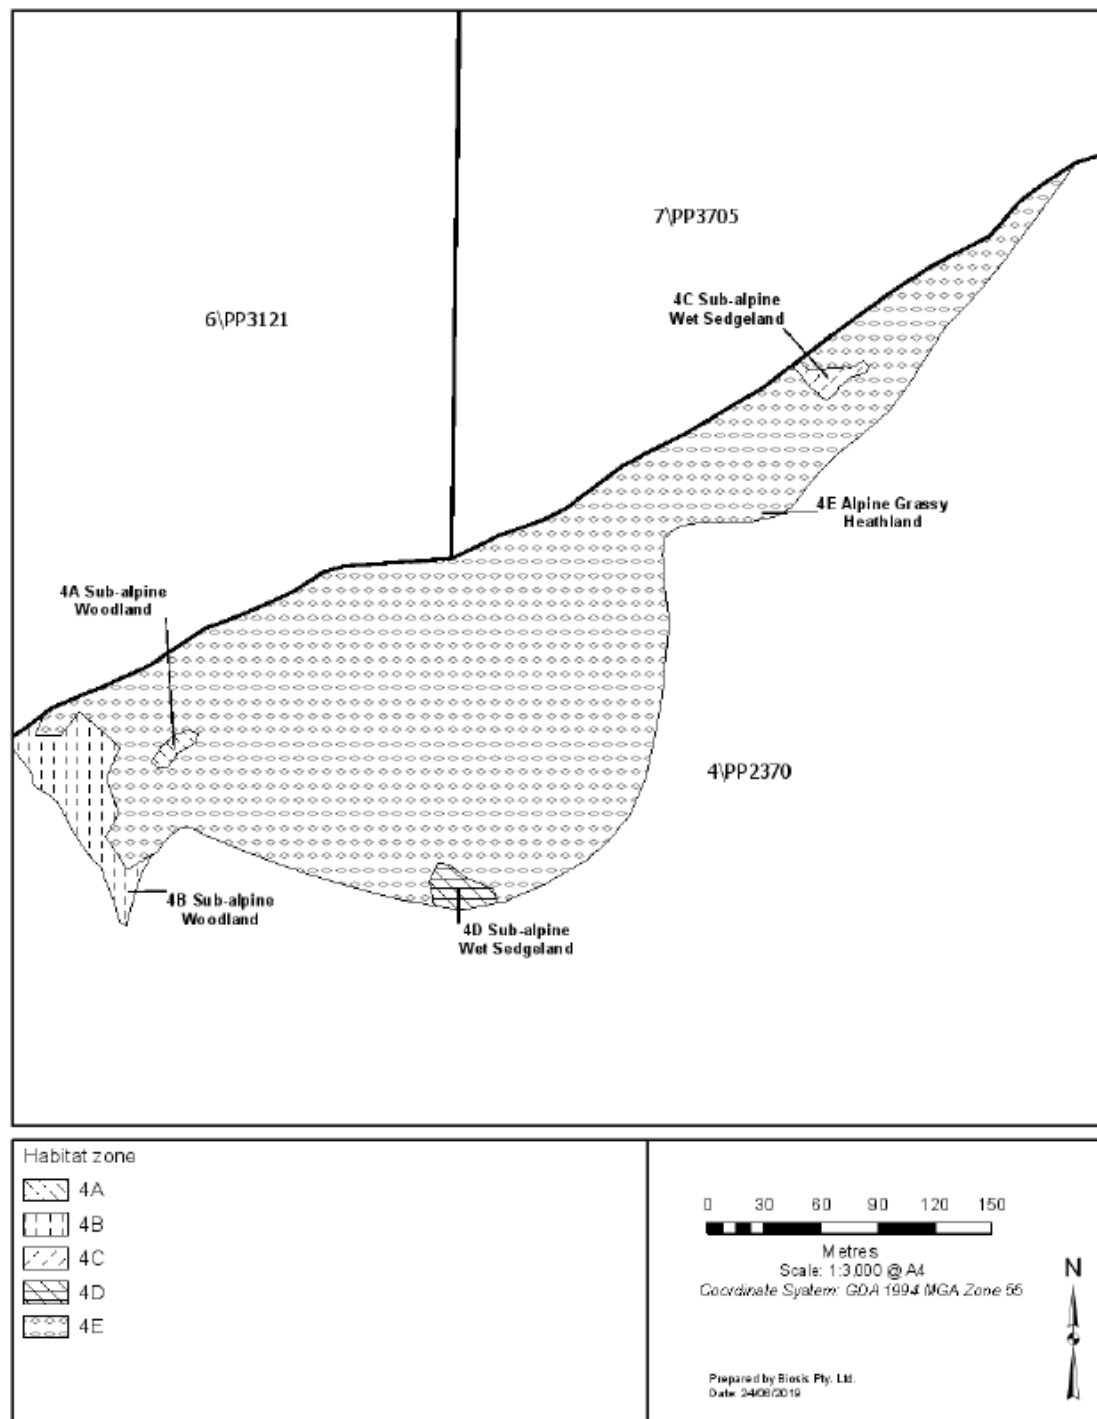 7\PP3705
4C Sub-alpine
Wet Sedgeland
6\PP3121
4E Alpine Grassy
Heathland
4A Sub-alpine
Woodland
4\PP2370
4B Sub-alpine
Woodland
4D Sub-alpine
Wet Sedgeland
Habitat zone
4A
4B
4C
4D
4E
0 30 60 90 120 150
Metres
Scale: 1:3,000 @ A4
Coordinate System: GDA 1994 MGA Zone 55
N
Prepared by Biosis Pty. Ltd.
Date: 24/06/2019